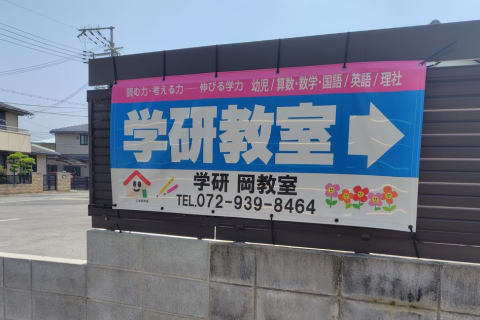 読む力・考える力──伸びる学力 幼児/算数・数学・国語/英語/理社
学研教室
学研 岡教室
TEL.072-939-8464